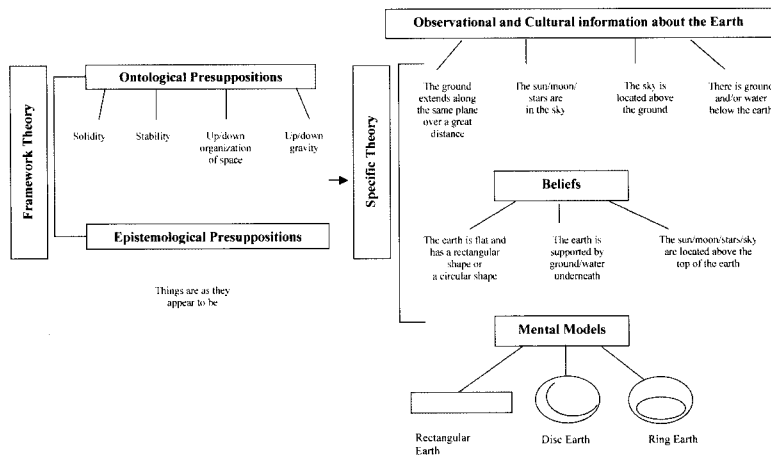 Observational and Cultural information about the Earth
Framework Theory
Ontological Presuppositions
Solidity
Stability
Up/down
organization
of space
Up/down
gravity
Epistemological Presuppositions
Things are as they
appear to be
Specific Theory
The ground
extends along
the same plane
over a great
distance
The sun/moon/
stars are
in the sky
The sky is
located above
the ground
There is ground
and/or water
below the earth
Beliefs
The earth is flat and
has a rectangular
shape or
a circular shape
The earth is
supported by
ground/water
underneath
The sun/moon/stars/sky
are located above the
top of the earth
Mental Models
Rectangular
Earth
Disc Earth
Ring Earth